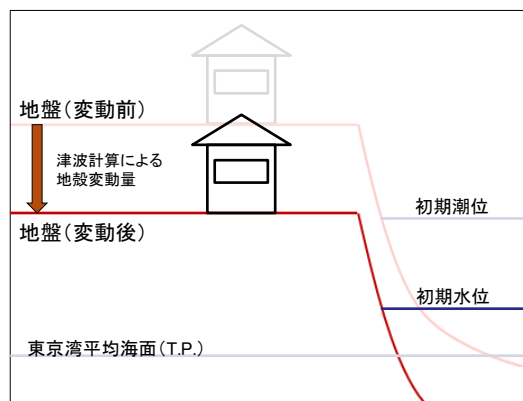 地盤(変動前)
津波計算による
地殻変動量
初期潮位
地盤(変動後)
初期水位
東京湾平均海面(T.P.)